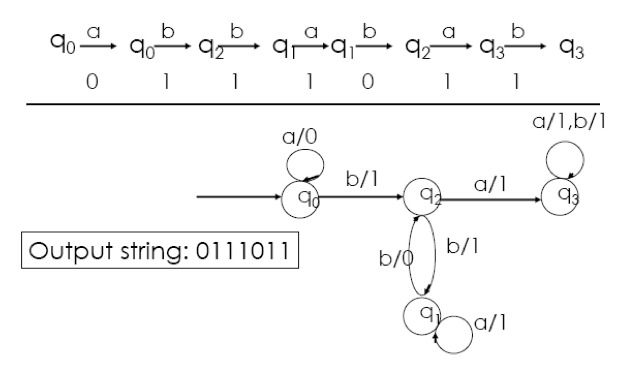 q0 a q0 b q2 b q1 a q1 b q2 a q3 b q3
0 1 1 1 0 1 1
a/0
a/1,b/1
q0
b/1
q2
a/1
q3
Output string: 0111011
b/0
b/1
q1
a/1